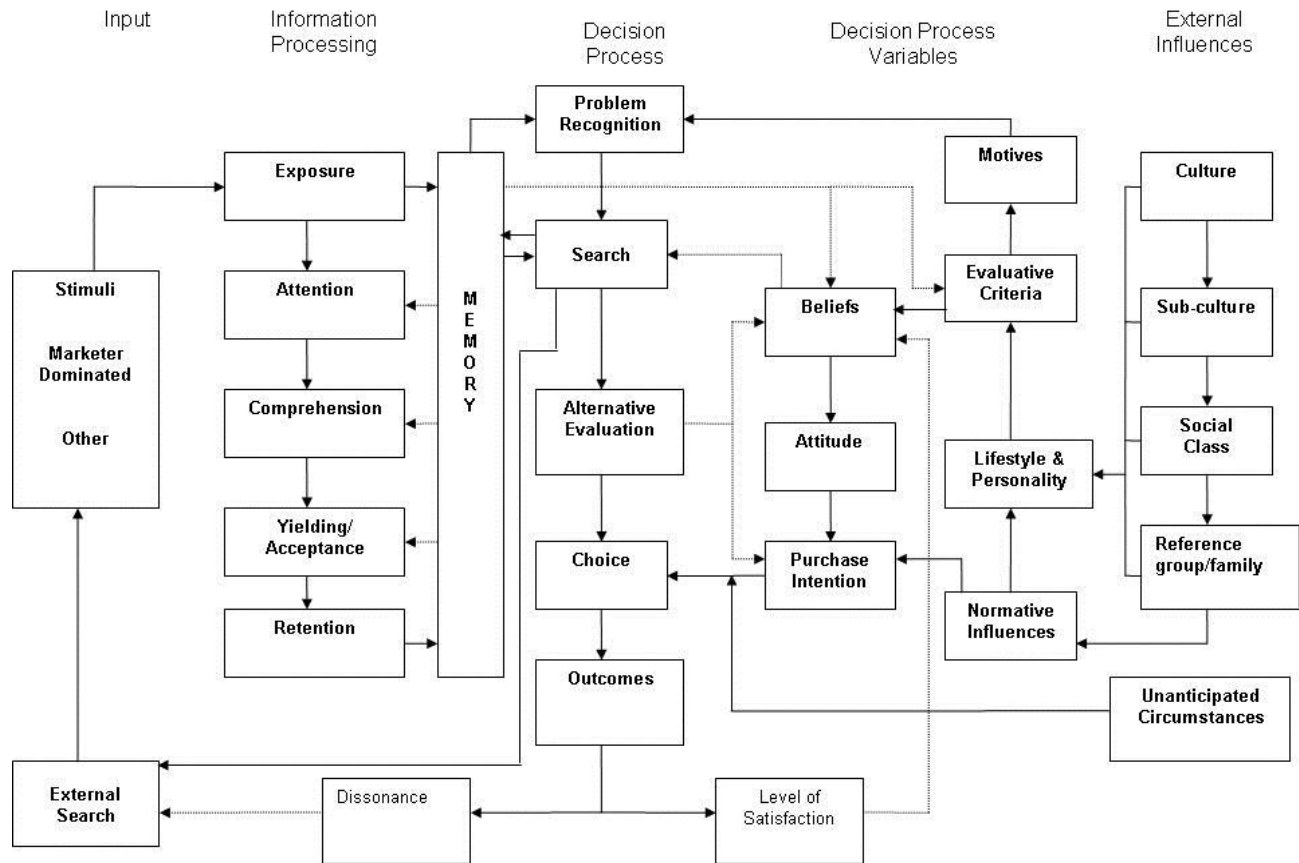 Input
Information
Processing
Decision
Process
Decision Process
Variables
External
Influences
Problem
Recognition
Motives
Exposure
Culture
Search
Stimuli
Marketer
Dominated
Other
Attention
M
E
M
O
R
Y
Beliefs
Evaluative
Criteria
Sub-culture
Comprehension
Alternative
Evaluation
Attitude
Lifestyle &
Personality
Social
Class
Yielding/
Acceptance
Choice
Purchase
Intention
Reference
group/family
Retention
Normative
Influences
Outcomes
Unanticipated
Circumstances
External
Search
Dissonance
Level of
Satisfaction